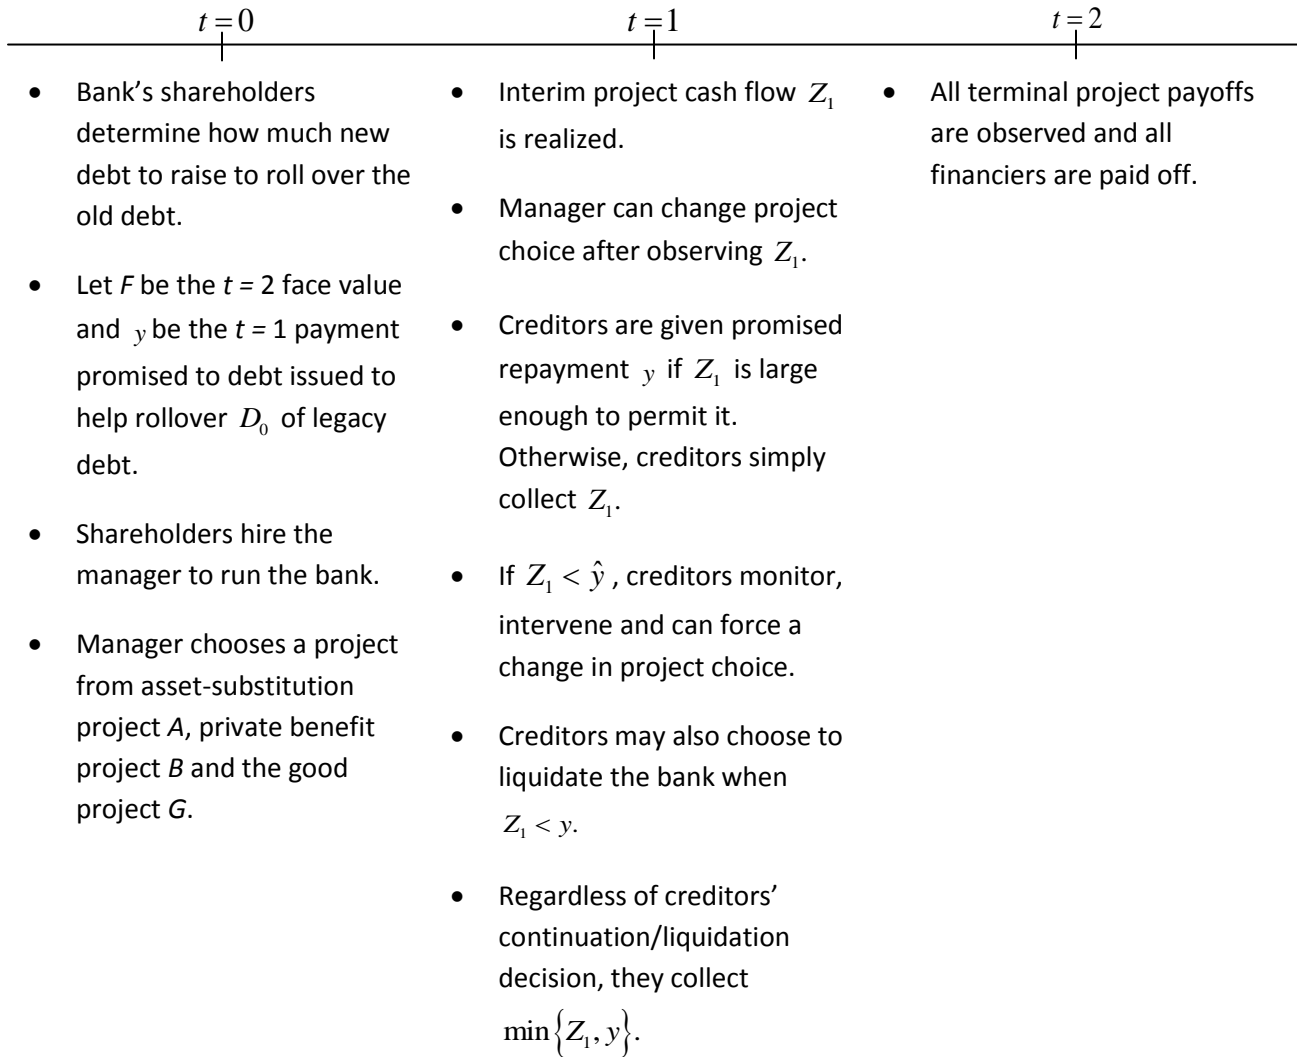 t = 0
t = 1
t = 2
• Bank’s shareholders
determine how much new
debt to raise to roll over the
old debt.
• Let F be the t = 2 face value
and y be the t = 1 payment
promised to debt issued to
help rollover D₀ of legacy
debt.
• Shareholders hire the
manager to run the bank.
• Manager chooses a project
from asset-substitution
project A, private benefit
project B and the good
project G.
• Interim project cash flow Z₁
is realized.
• Manager can change project
choice after observing Z₁.
• Creditors are given promised
repayment y if Z₁ is large
enough to permit it.
Otherwise, creditors simply
collect Z₁.
• If Z₁ < ŷ , creditors monitor,
intervene and can force a
change in project choice.
• Creditors may also choose to
liquidate the bank when
Z₁ < y.
• Regardless of creditors’
continuation/liquidation
decision, they collect
min{Z₁, y}.
• All terminal project payoffs
are observed and all
financiers are paid off.